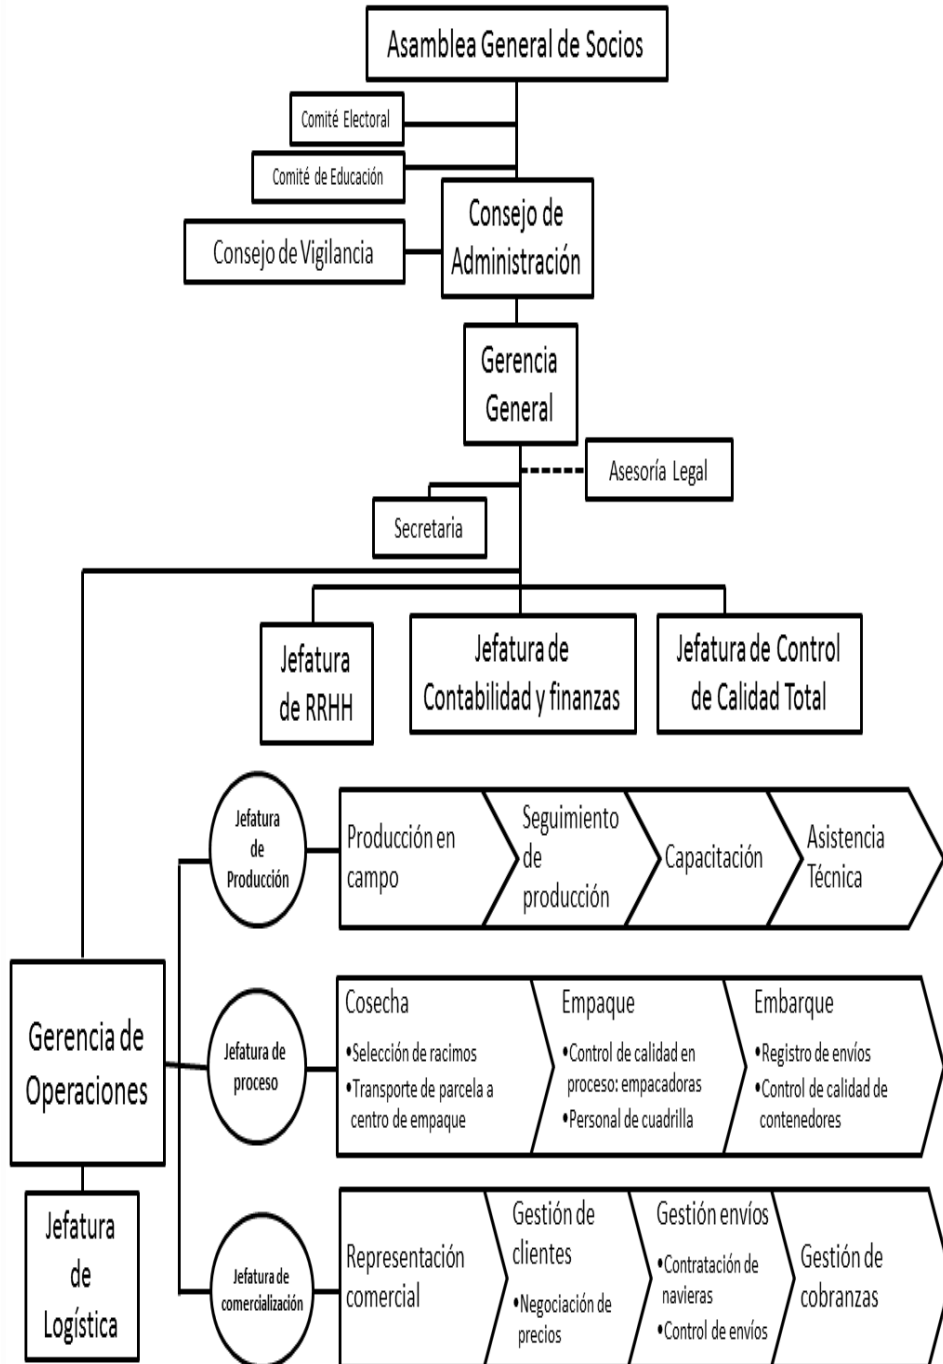 Asamblea General de Socios
Comité Electoral
Comité de Educación
Consejo de Vigilancia
Consejo de
Administración
Gerencia
General
Asesoría Legal
Secretaria
Jefatura
de RRHH
Jefatura de
Contabilidad y finanzas
Jefatura de Control
de Calidad Total
Jefatura
de
Producción
Producción en
campo
Seguimiento
de
producción
Capacitación
Asistencia
Técnica
Gerencia de
Operaciones
Jefatura de
proceso
Cosecha
•Selección de racimos
•Transporte de parcela a
centro de empaque
Empaque
•Control de calidad en
proceso: empacadoras
•Personal de cuadrilla
Embarque
•Registro de envíos
•Control de calidad de
contenedores
Jefatura
de
Logística
Jefatura de
comercialización
Representación
comercial
Gestión de
clientes
•Negociación de
precios
Gestión envíos
•Contratación de
navieras
•Control de envíos
Gestión de
cobranzas